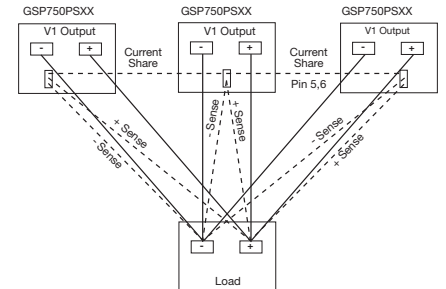 GSP750PSXX GSP750PSXX GSP750PSXX
V1 Output V1 Output V1 Output
- + - + - +
Current Share Current Share
Pin 5,6
+ Sense
- Sense
- Sense
+ Sense
- Sense
+ Sense
- +
Load